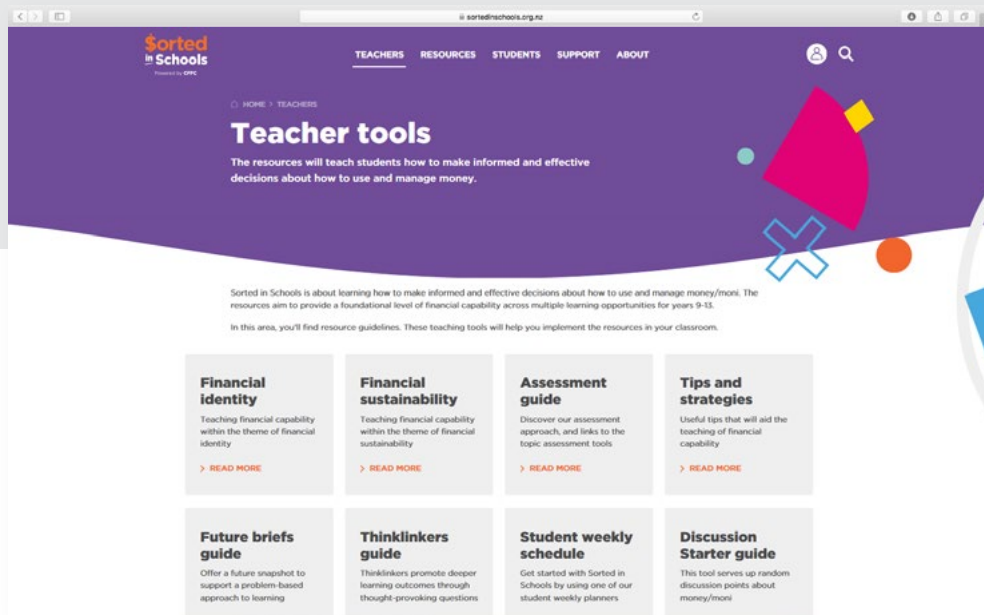 sortedinschools.org.nz
$orted
in Schools
Powered by CFFC
TEACHERS RESOURCES STUDENTS SUPPORT ABOUT
HOME > TEACHERS
Teacher tools
The resources will teach students how to make informed and effective
decisions about how to use and manage money.
Sorted in Schools is about learning how to make informed and effective decisions about how to use and manage money/moni. The
resources aim to provide a foundational level of financial capability across multiple learning opportunities for years 9-13.
In this area, you'll find resource guidelines. These teaching tools will help you implement the resources in your classroom.
Financial
identity
Teaching financial capability
within the theme of financial
identity
> READ MORE
Financial
sustainability
Teaching financial capability
within the theme of financial
sustainability
> READ MORE
Assessment
guide
Discover our assessment
approach, and links to the
topic assessment tools
> READ MORE
Tips and
strategies
Useful tips that will aid the
teaching of financial
capability
> READ MORE
Future briefs
guide
Offer a future snapshot to
support a problem-based
approach to learning
Thinklinkers
guide
Thinklinkers promote deeper
learning outcomes through
thought-provoking questions
Student weekly
schedule
Get started with Sorted in
Schools by using one of our
student weekly planners
Discussion
Starter guide
This tool serves up random
discussion points about
money/moni